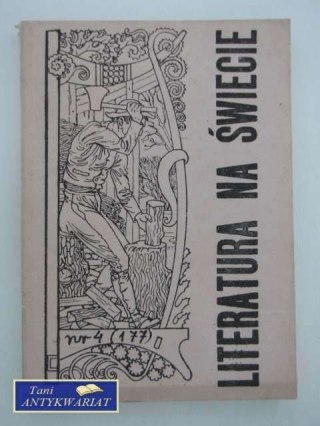 LITERATURA NA ŚWIECIE
nr 4 (177)
Tani
ANTYKWARIAT